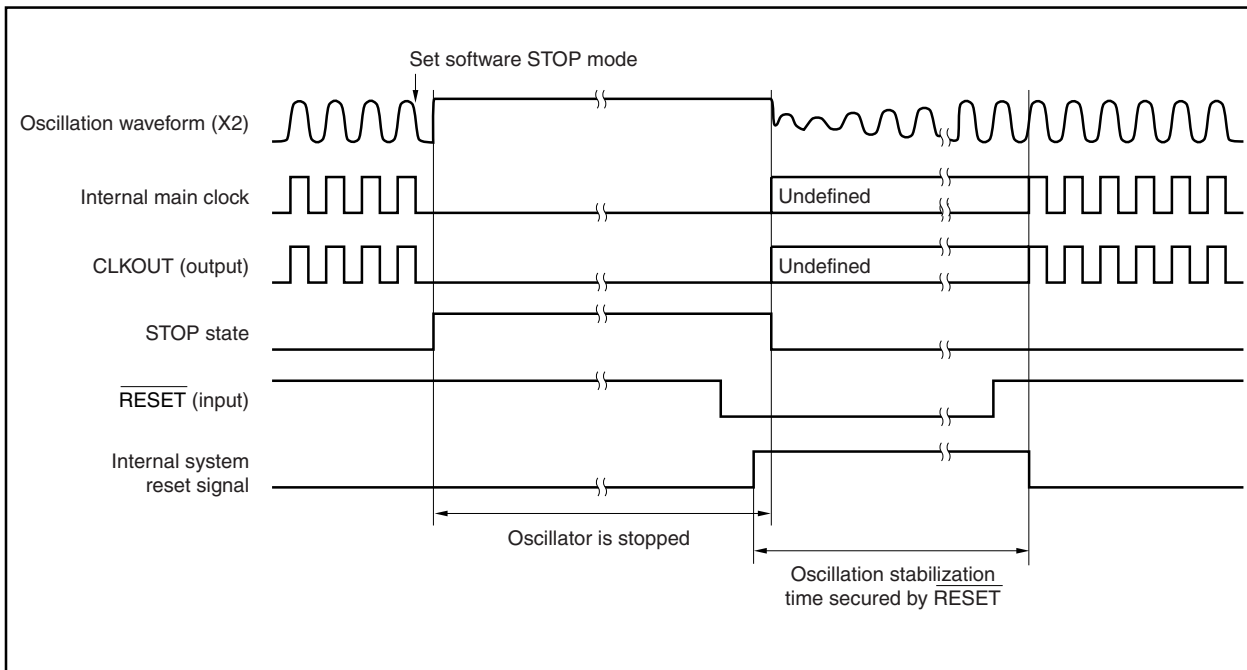 Set software STOP mode
Oscillation waveform (X2)
Internal main clock
Undefined
CLKOUT (output)
Undefined
STOP state
RESET (input)
Internal system
reset signal
Oscillator is stopped
Oscillation stabilization
time secured by RESET